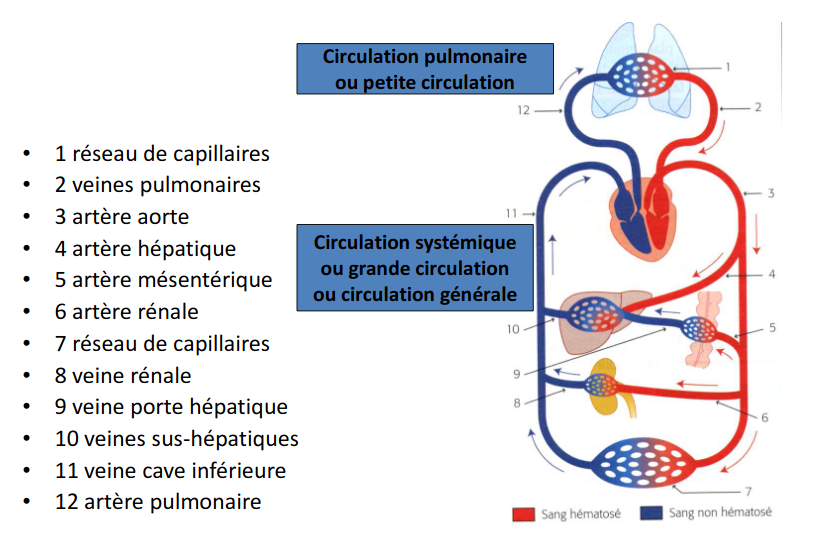 Circulation pulmonaire
ou petite circulation
• 1 réseau de capillaires
• 2 veines pulmonaires
• 3 artère aorte
• 4 artère hépatique
• 5 artère mésentérique
• 6 artère rénale
• 7 réseau de capillaires
• 8 veine rénale
• 9 veine porte hépatique
• 10 veines sus-hépatiques
• 11 veine cave inférieure
• 12 artère pulmonaire
Circulation systémique
ou grande circulation
ou circulation générale
1
12
2
3
11
4
10
5
9
8
6
7
Sang hématosé
Sang non hématosé